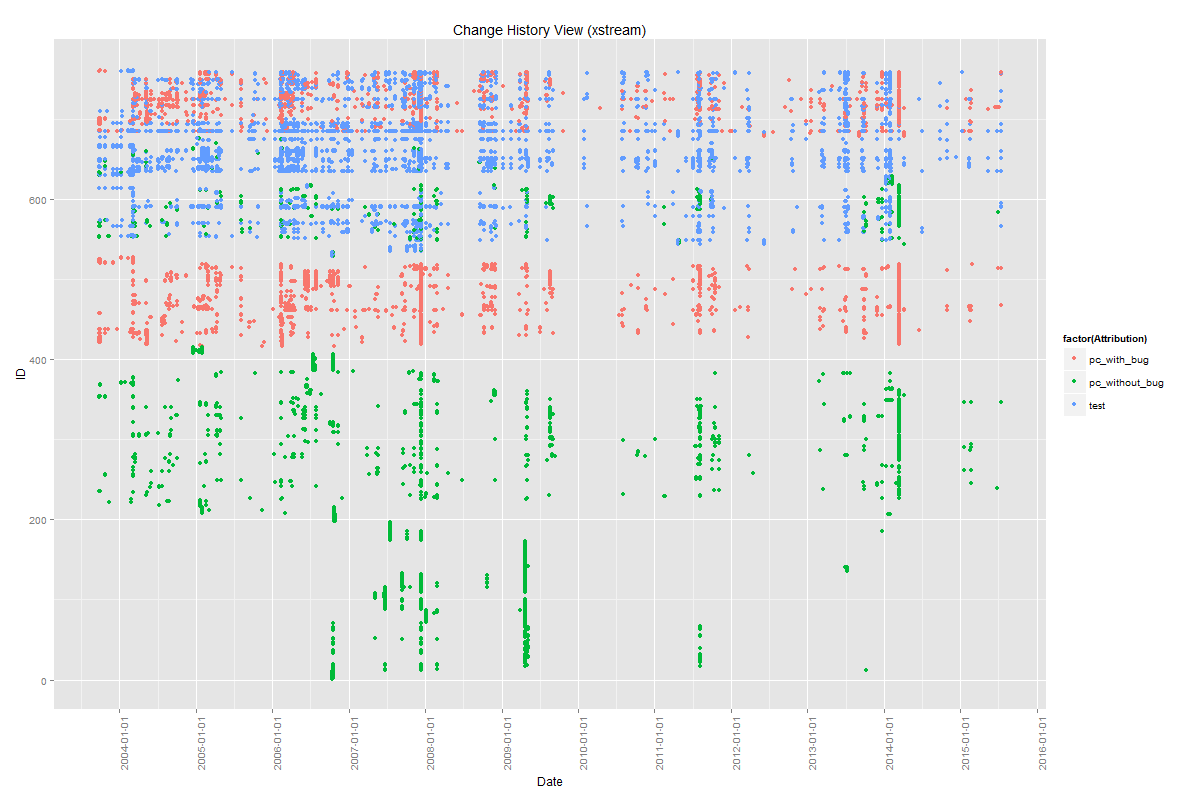 Change History View (xstream)
600
400
200
0
ID
2004-01-01
2005-01-01
2006-01-01
2007-01-01
2008-01-01
2009-01-01
2010-01-01
2011-01-01
2012-01-01
2013-01-01
2014-01-01
2015-01-01
2016-01-01
Date
factor(Attribution)
pc_with_bug
pc_without_bug
test